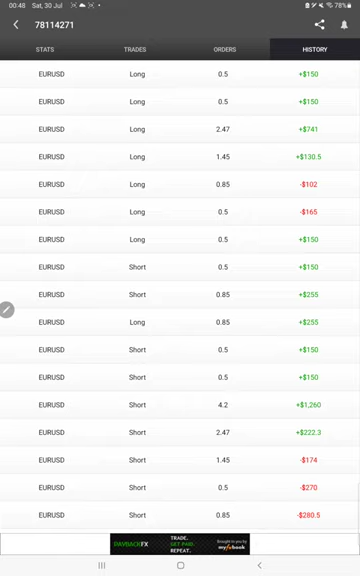 00:48 Sat, 30 Jul 78%
78114271
STATS TRADES ORDERS HISTORY
EURUSD Long 0.5 +$150
EURUSD Long 0.5 +$150
EURUSD Long 2.47 +$741
EURUSD Long 1.45 +$130.5
EURUSD Long 0.85 -$102
EURUSD Long 0.5 -$165
EURUSD Long 0.5 +$150
EURUSD Short 0.5 +$150
EURUSD Short 0.85 +$255
EURUSD Long 0.85 +$255
EURUSD Short 0.5 +$150
EURUSD Short 0.5 +$150
EURUSD Short 4.2 +$1,260
EURUSD Short 2.47 +$222.3
EURUSD Short 1.45 -$174
EURUSD Short 0.5 -$270
EURUSD Short 0.85 -$280.5
PAYBACKFX
TRADE.
GET PAID.
REPEAT.
Brought to you by
myfxbook